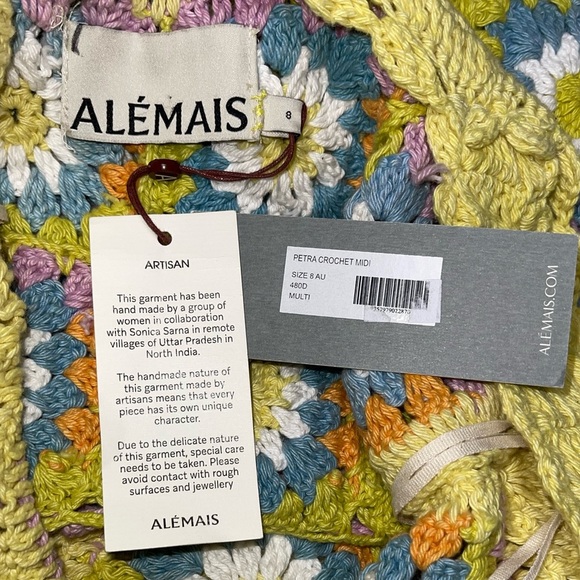 ALÉMAIS
8
ARTISAN
This garment has been
hand made by a group of
women in collaboration
with Sonica Sarna in remote
villages of Uttar Pradesh in
North India.
The handmade nature of
this garment made by
artisans means that every
piece has its own unique
character.
Due to the delicate nature
of this garment, special care
needs to be taken. Please
avoid contact with rough
surfaces and jewellery
ALÉMAIS
PETRA CROCHET MIDI
SIZE 8 AU
480D
MULTI
ALÉMAIS.COM